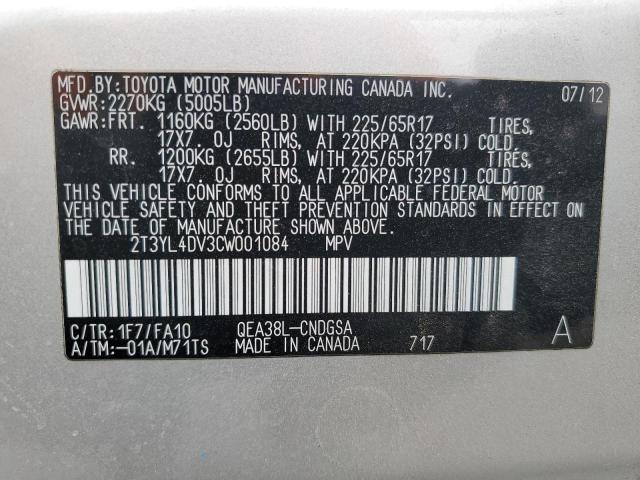 MFD.BY:TOYOTA MOTOR MANUFACTURING CANADA INC. 07/12
GVWR:2270KG (5005LB)
GAWR:FRT. 1160KG (2560LB) WITH 225/65R17 TIRES,
17X7.0J RIMS, AT 220KPA (32PSI) COLD.
RR. 1200KG (2655LB) WITH 225/65R17 TIRES,
17X7.0J RIMS, AT 220KPA (32PSI) COLD.
THIS VEHICLE CONFORMS TO ALL APPLICABLE FEDERAL MOTOR
VEHICLE SAFETY AND THEFT PREVENTION STANDARDS IN EFFECT
ON THE DATE OF MANUFACTURE SHOWN ABOVE.
2T3YL4DV3CW001084 MPV
C/TR:1F7/FA10 QEA38L-CNDGSA A
A/TM:-01A/M71TS MADE IN CANADA 717